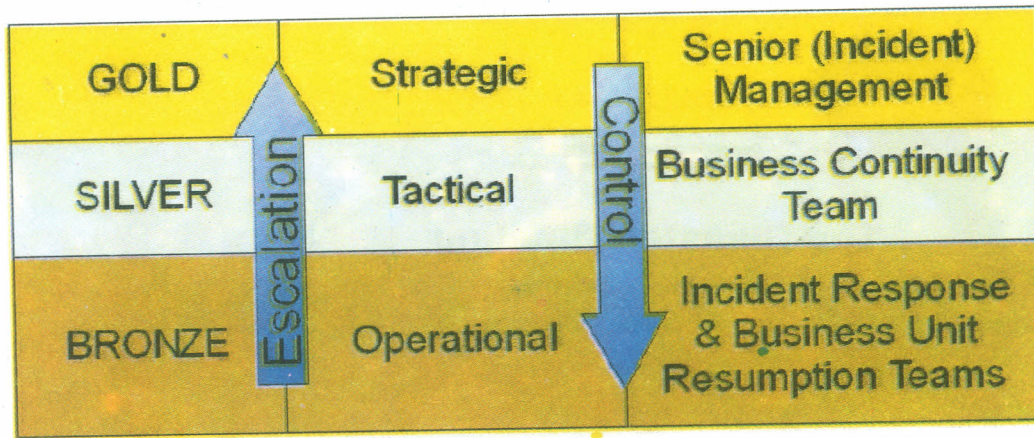 GOLD
Escalation
Strategic
Control
Senior (Incident)
Management
SILVER
Tactical
Business Continuity
Team
BRONZE
Operational
Incident Response
& Business Unit
Resumption Teams